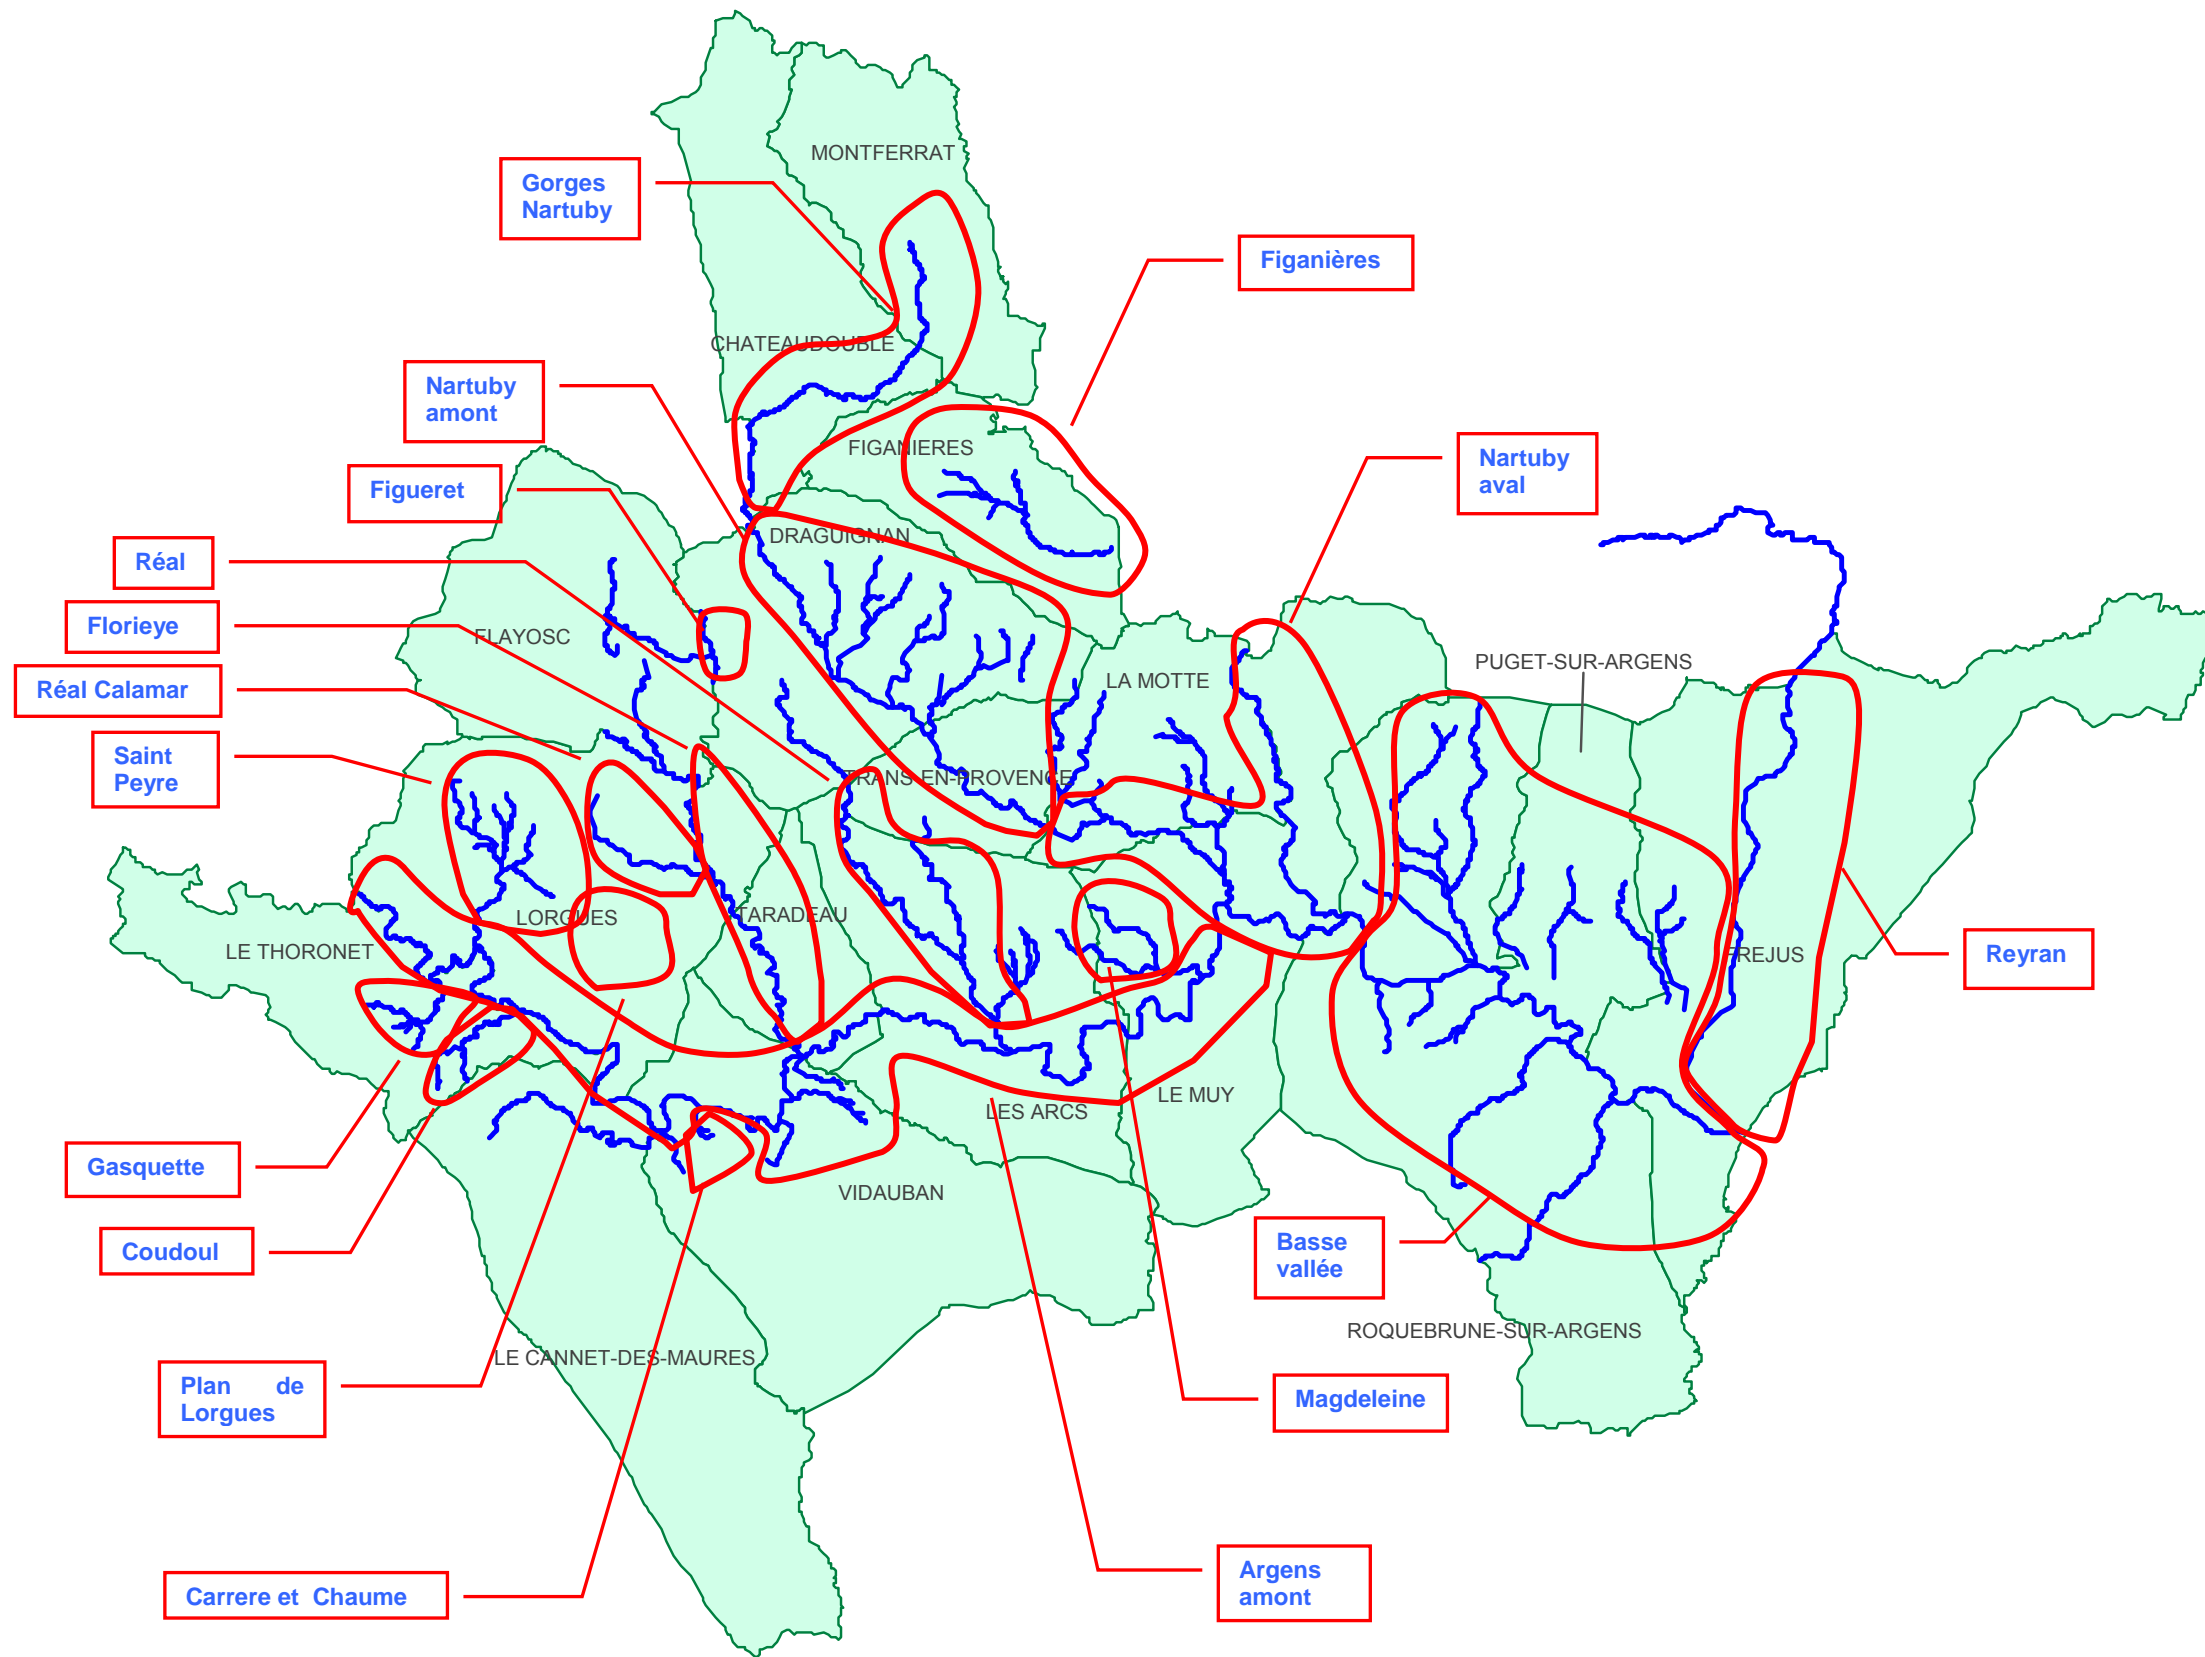 MONTFERRAT
Gorges
Nartuby
Figanières
CHATEAUDOUBLE
Nartuby
amont
FIGANIERES
Nartuby
aval
Figueret
DRAGUIGNAN
Réal
Florieye
FLAYOSC
PUGET-SUR-ARGENS
LA MOTTE
Réal Calamar
Saint
Peyre
TRANS-EN-PROVENCE
LORGUES
TARADEAU
LE THORONET
FREJUS
Reyran
LE MUY
LES ARCS
Gasquette
VIDAUBAN
Coudoul
Basse
vallée
ROQUEBRUNE-SUR-ARGENS
LE CANNET-DES-MAURES
Plan de
Lorgues
Magdeleine
Argens
amont
Carrere et Chaume